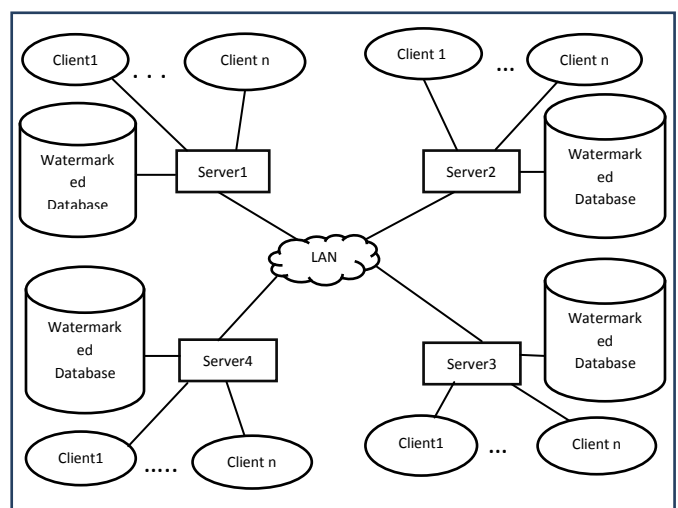 Client1
. . .
Client n
Client 1
...
Client n
Watermark
ed
Database
Server1
Server2
Watermark
ed
Database
LAN
Watermark
ed
Database
Server4
Server3
Watermark
ed
Database
Client1
.....
Client n
Client1
...
Client n